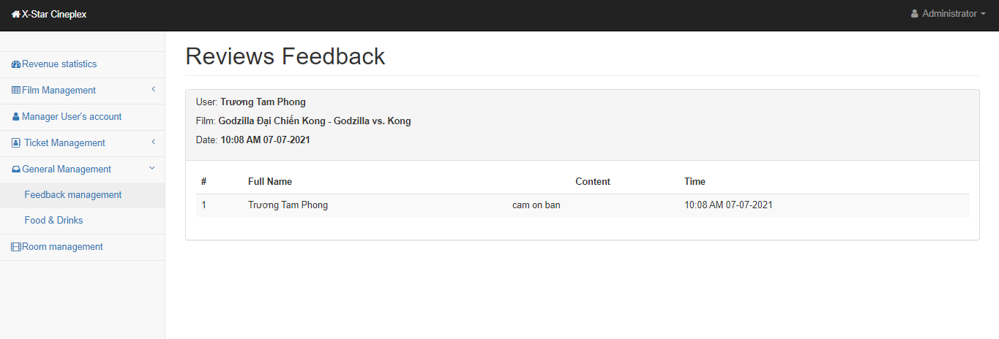 X-Star Cineplex
Administrator
Revenue statistics
Film Management
Manager User's account
Ticket Management
General Management
Feedback management
Food & Drinks
Room management
Reviews Feedback
User: Trương Tam Phong
Film: Godzilla Đại Chiến Kong - Godzilla vs. Kong
Date: 10:08 AM 07-07-2021
# Full Name Content Time
1 Trương Tam Phong cam on ban 10:08 AM 07-07-2021